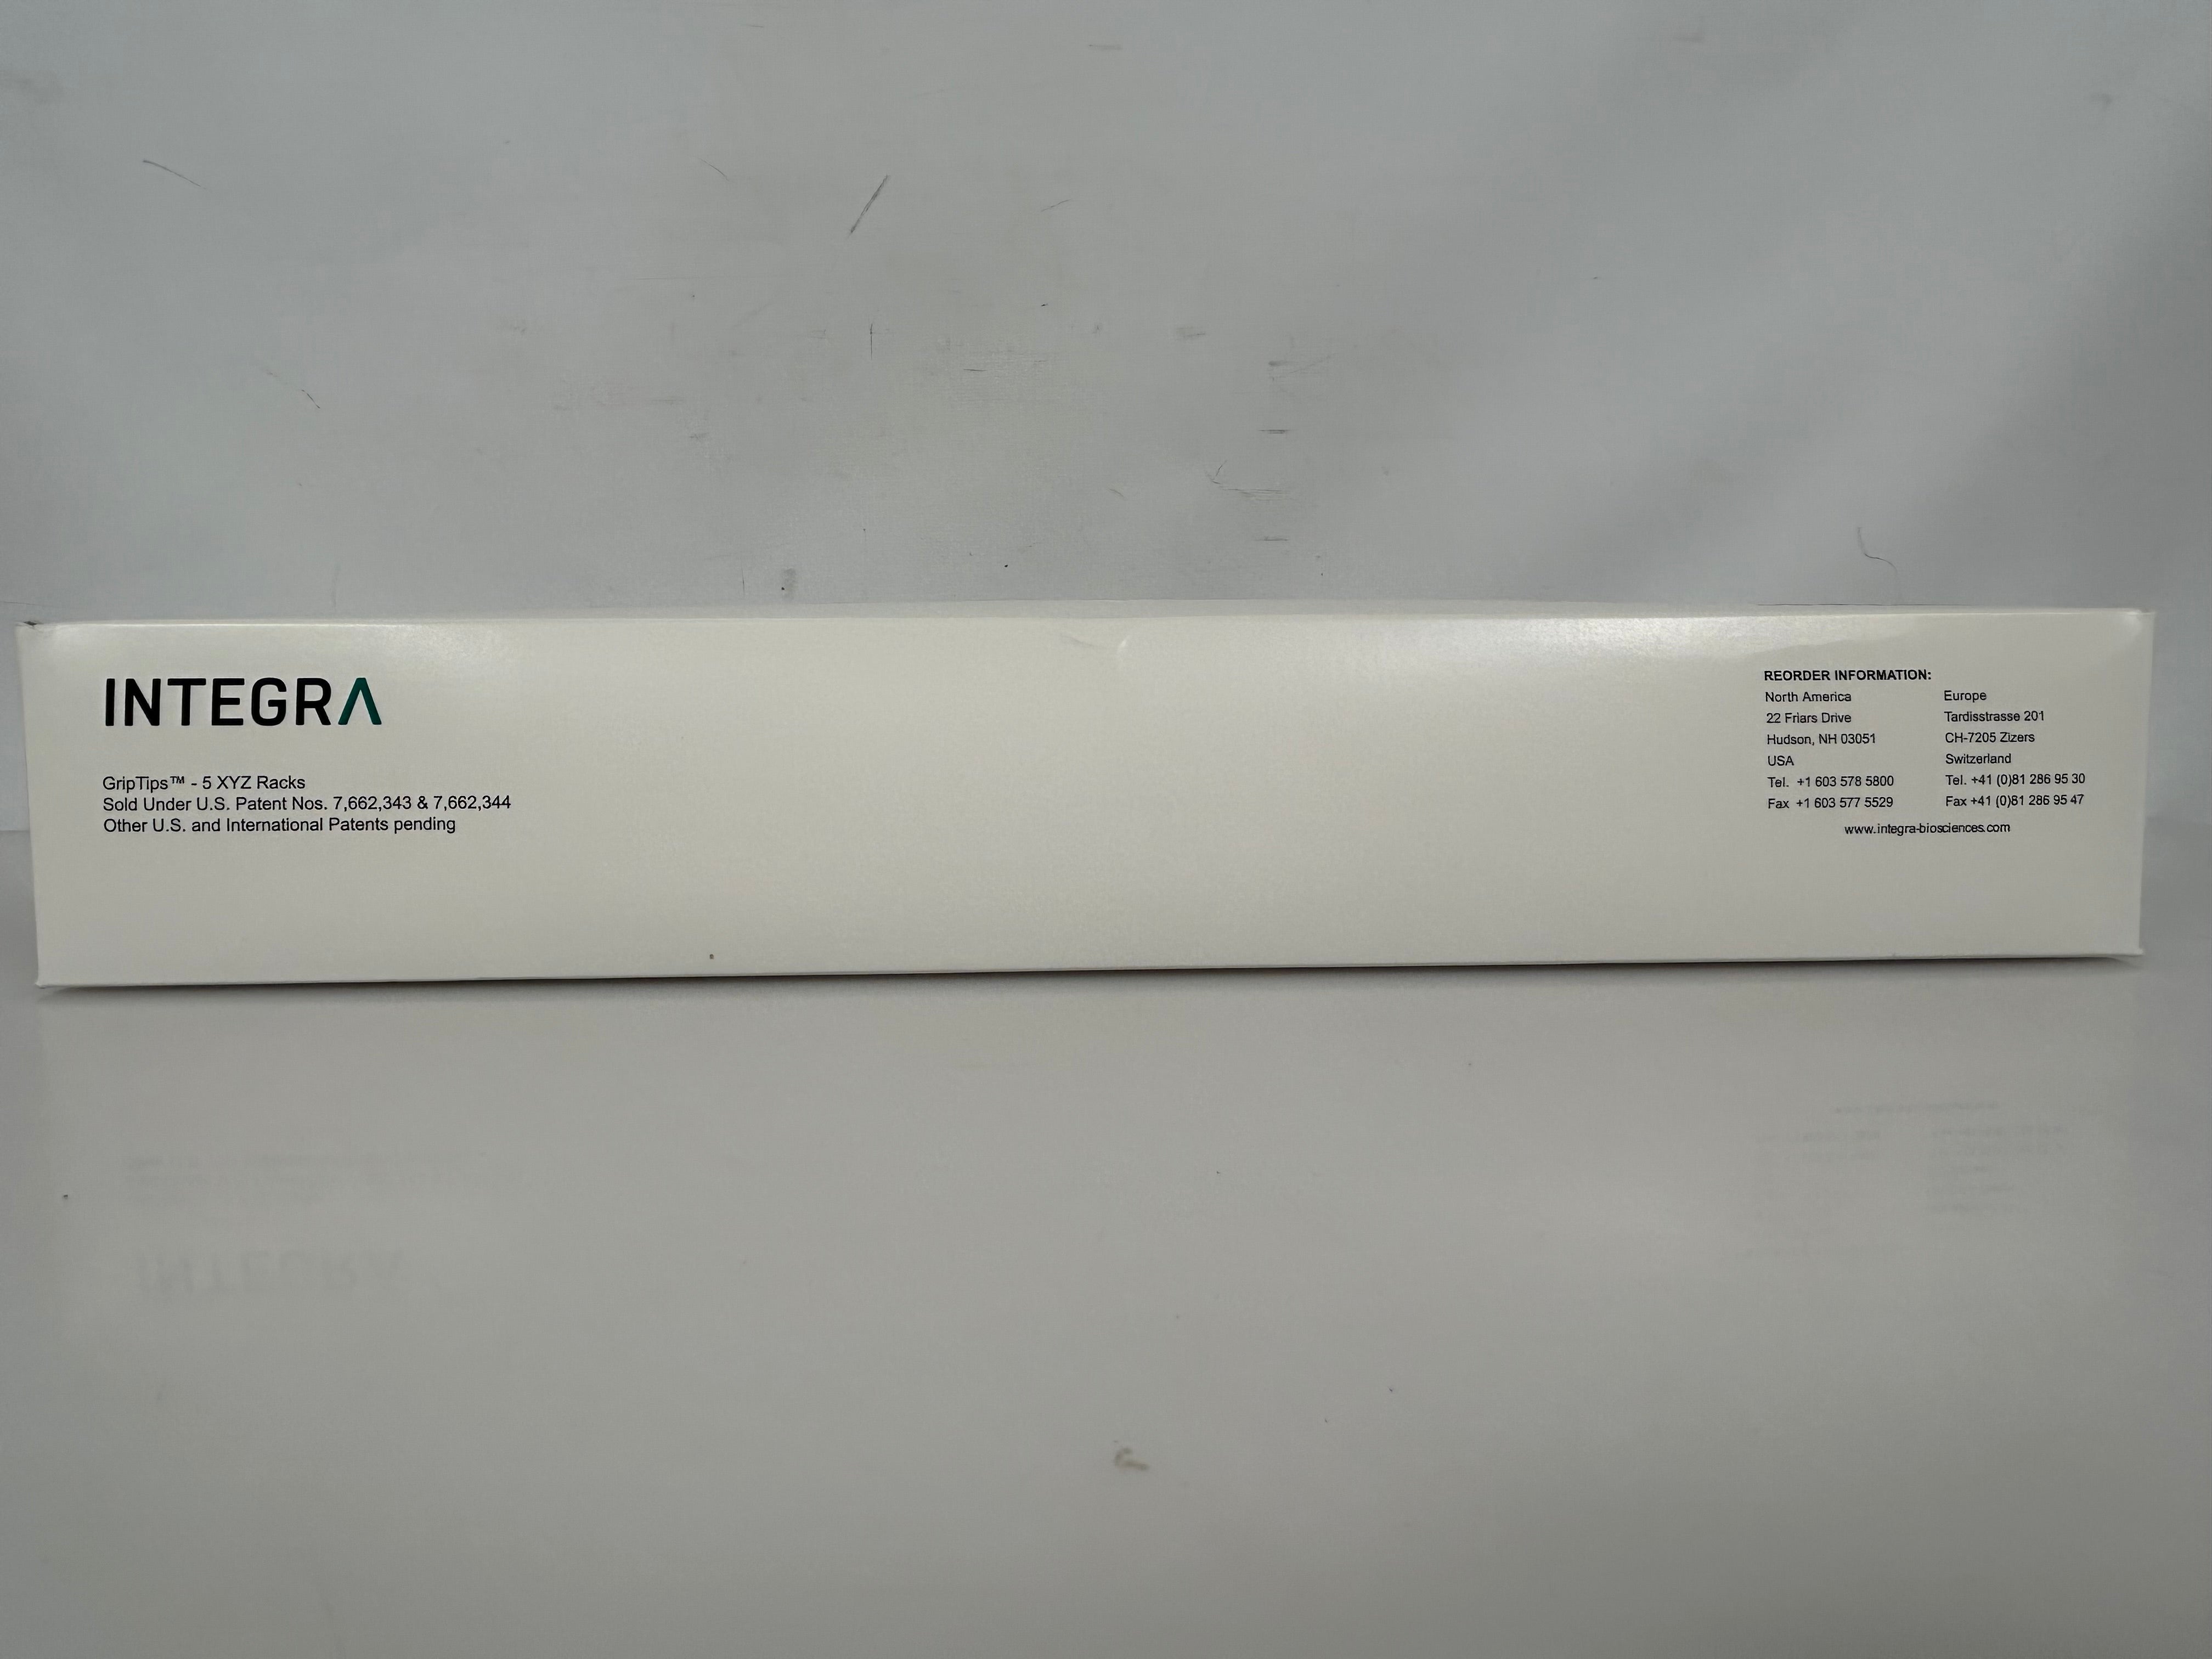 INTEGRA
GripTips™ - 5 XYZ Racks
Sold Under U.S. Patent Nos. 7,662,343 & 7,662,344
Other U.S. and International Patents pending
REORDER INFORMATION:
North America
22 Friars Drive
Hudson, NH 03051
USA
Tel. +1 603 578 5800
Fax +1 603 577 5529
Europe
Tardisstrasse 201
CH-7205 Zizers
Switzerland
Tel. +41 (0)81 286 95 30
Fax +41 (0)81 286 95 47
www.integra-biosciences.com